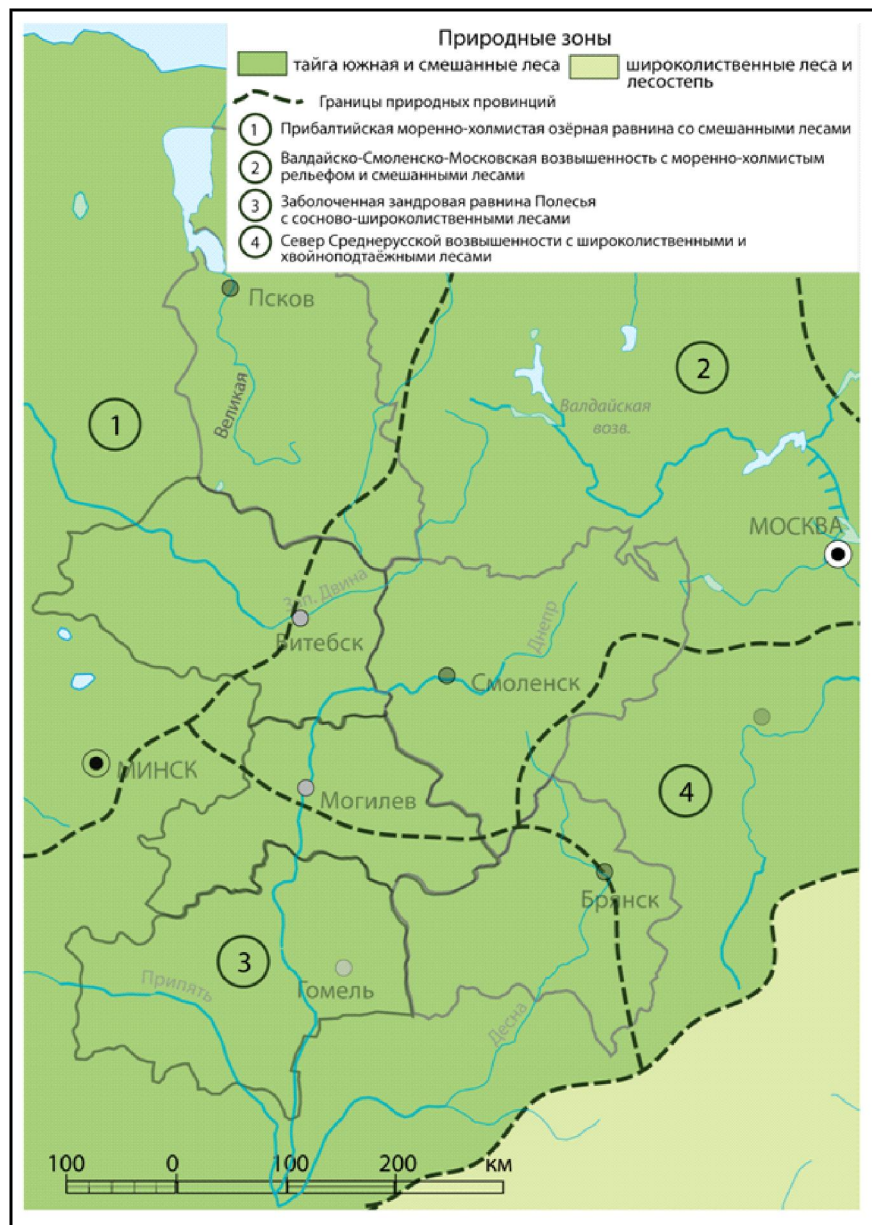 Природные зоны
тайга южная и смешанные леса
широколиственные леса и
лесостепь
Границы природных провинций
1 Прибалтийская моренно-холмистая озёрная равнина со смешанными лесами
2 Валдайско-Смоленско-Московская возвышенность с моренно-холмистым
рельефом и смешанными лесами
3 Заболоченная зандровая равнина Полесья
с сосново-широколиственными лесами
4 Север Среднерусской возвышенности с широколиственными и
хвойноподтаёжными лесами
Псков
2
Великая
Валдайская
возв.
1
МОСКВА
Зап. Двина
Витебск
Днепр
Смоленск
МИНСК
Могилев
4
Брянск
3
Припять
Гомель
Десна
100 0 100 200 км